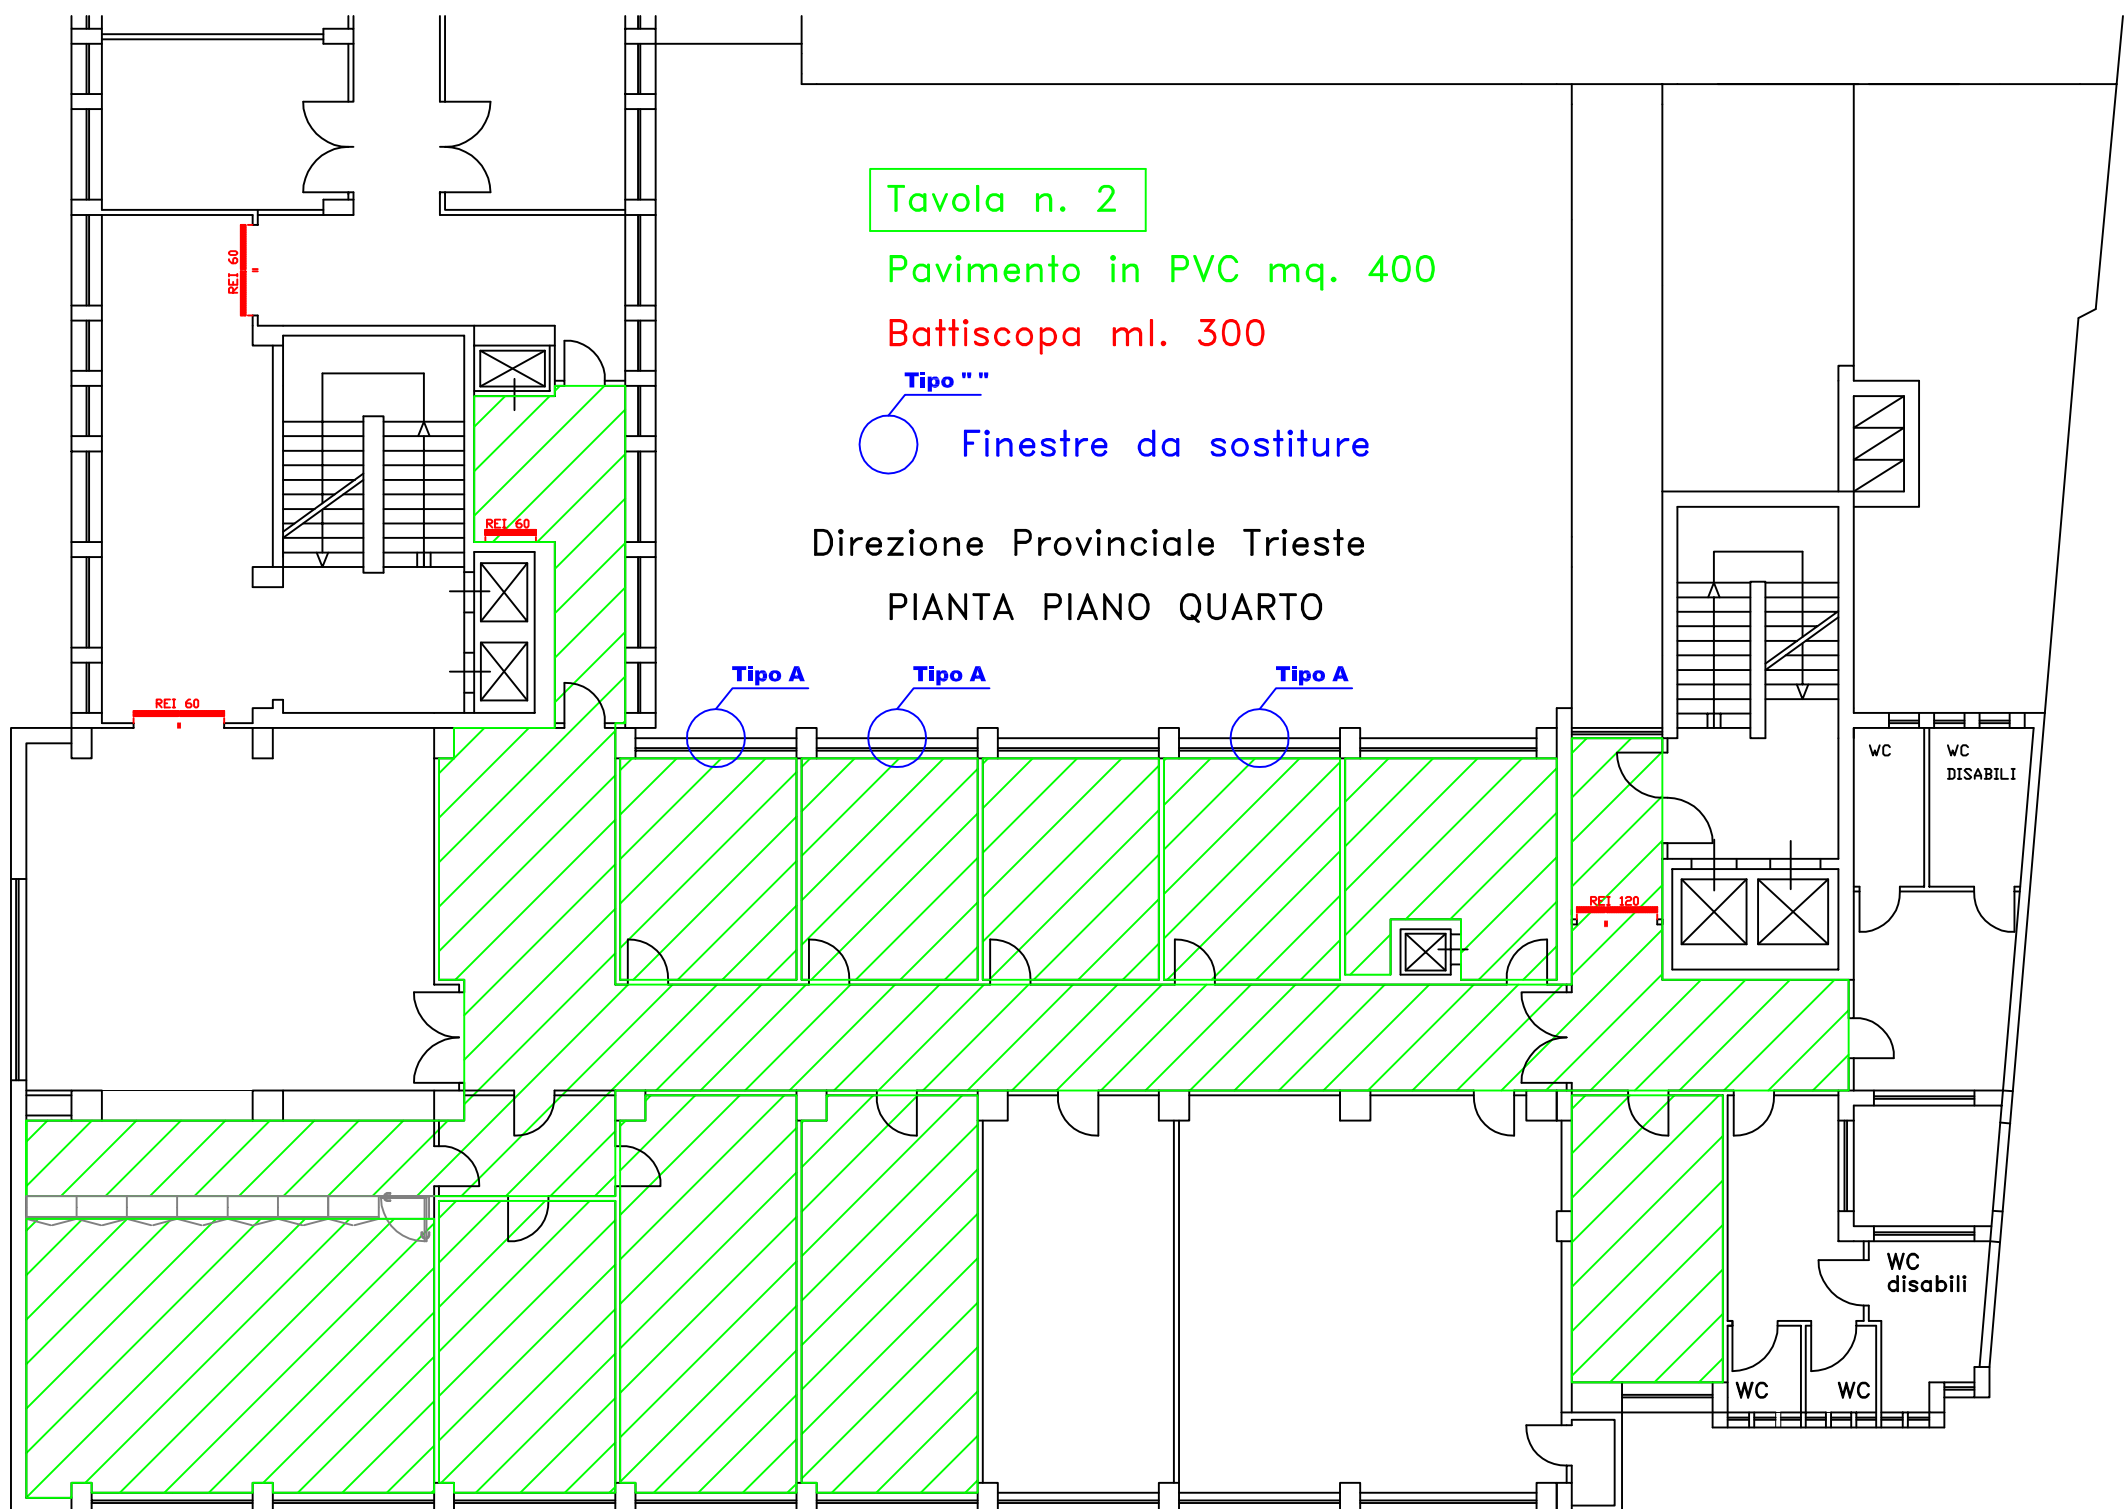 Tavola n. 2
Pavimento in PVC mq. 400
REI 60
Battiscopa ml. 300
Tipo " "
Finestre da sostiture
REI 60
Direzione Provinciale Trieste
PIANTA PIANO QUARTO
Tipo A
Tipo A
Tipo A
REI 60
WC
WC
DISABILI
REI 120
WC
disabili
WC
WC